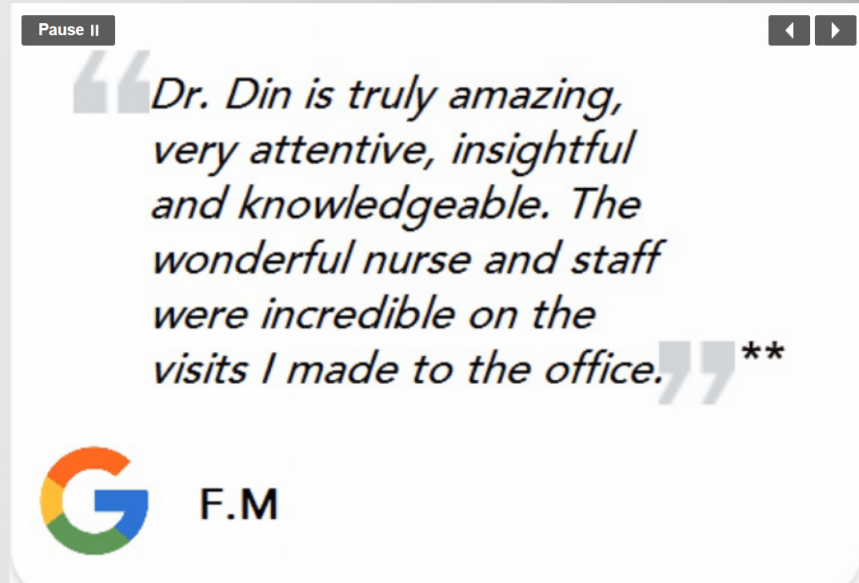 Pause
“Dr. Din is truly amazing,
very attentive, insightful
and knowledgeable. The
wonderful nurse and staff
were incredible on the
visits I made to the office.”**
F.M